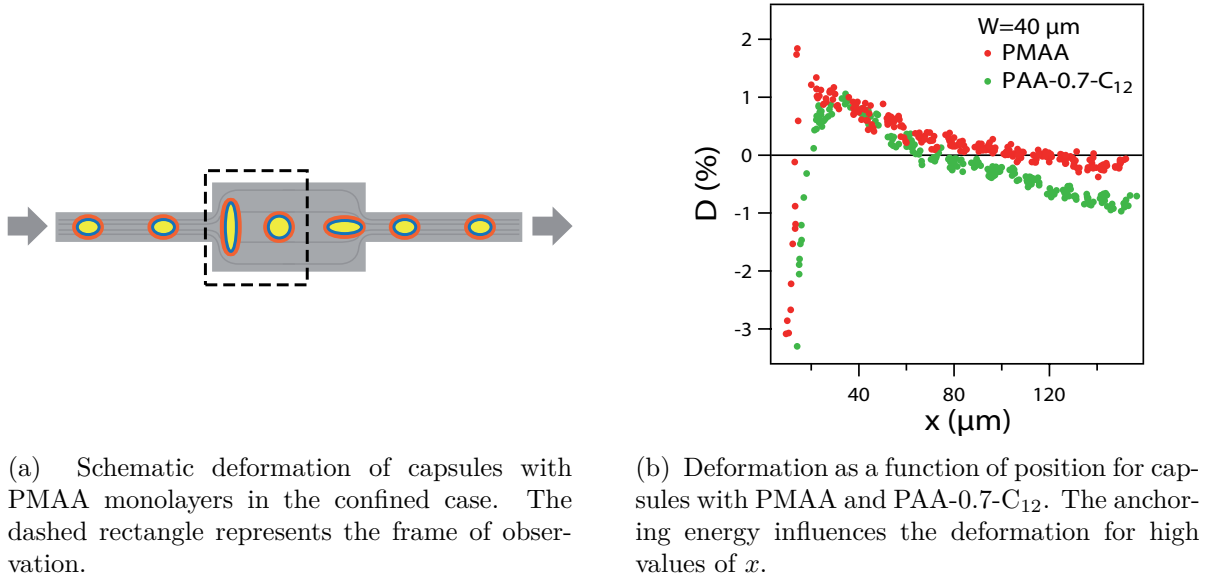 W=40 µm
PMAA
PAA-0.7-C₁₂
2
1
0
-1
-2
-3
D (%)
40
80
120
x (µm)
(a) Schematic deformation of capsules with
PMAA monolayers in the confined case. The
dashed rectangle represents the frame of obser-
vation.
(b) Deformation as a function of position for cap-
sules with PMAA and PAA-0.7-C₁₂. The anchor-
ing energy influences the deformation for high
values of x.